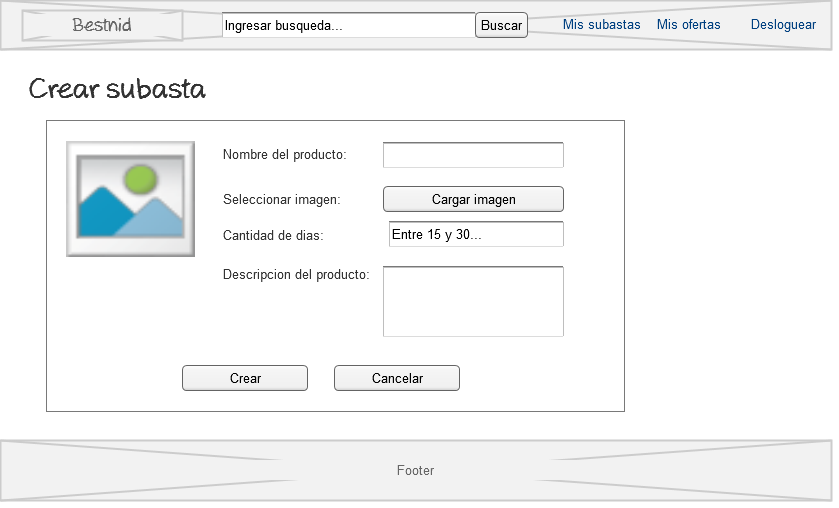 Bestnid Ingresar busqueda... Buscar Mis subastas Mis ofertas Desloguear
Crear subasta
Nombre del producto:
Seleccionar imagen: Cargar imagen
Cantidad de dias: Entre 15 y 30...
Descripcion del producto:
Crear Cancelar
Footer